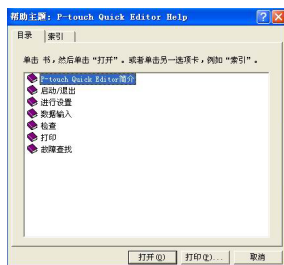 帮助主题: P-touch Quick Editor Help
目录 索引
单击 书，然后单击“打开”。或者单击另一选项卡，例如“索引”。
P-touch Quick Editor简介
启动/退出
进行设置
数据输入
检查
打印
故障查找
打开(O) 打印(P)... 取消